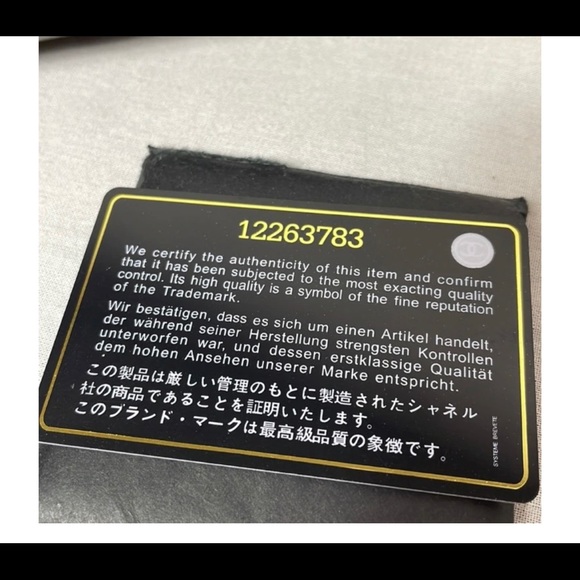 12263783
We certify the authenticity of this item and confirm
that it has been subjected to the most exacting quality
control. Its high quality is a symbol of the fine reputation
of the Trademark.
Wir bestätigen, dass es sich um einen Artikel handelt,
der während seiner Herstellung strengsten Kontrollen
unterworfen war, und dessen erstklassige Qualität
dem hohen Ansehen unserer Marke entspricht.
この製品は厳しい管理のもとに製造されたシャネル
社の商品であることを証明いたします。
このブランド・マークは最高級品質の象徴です。
SYSTEME BREVETE